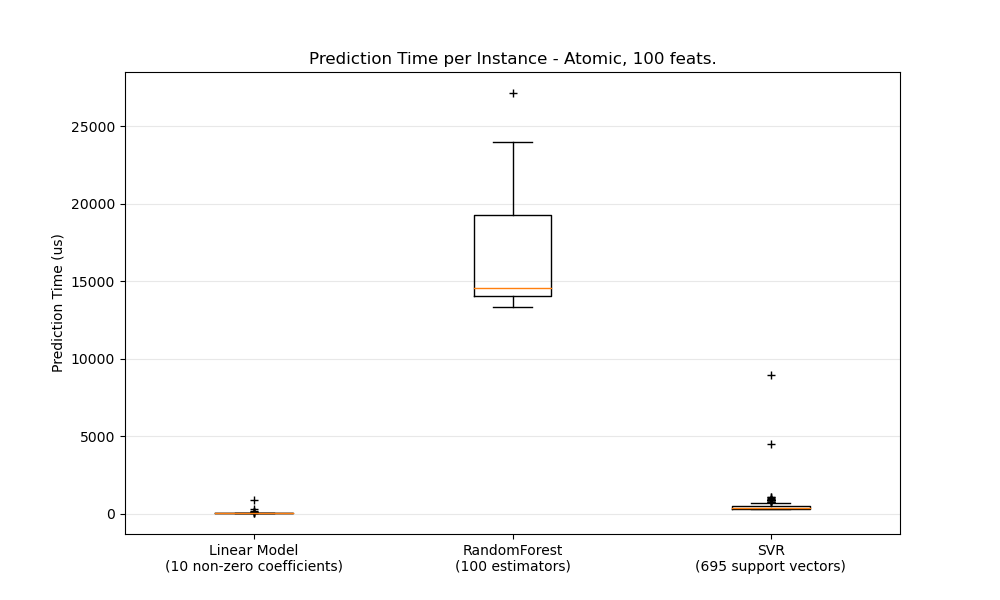 Prediction Time per Instance - Atomic, 100 feats.
Prediction Time (us)
25000
20000
15000
10000
5000
0
Linear Model
(10 non-zero coefficients)
RandomForest
(100 estimators)
SVR
(695 support vectors)